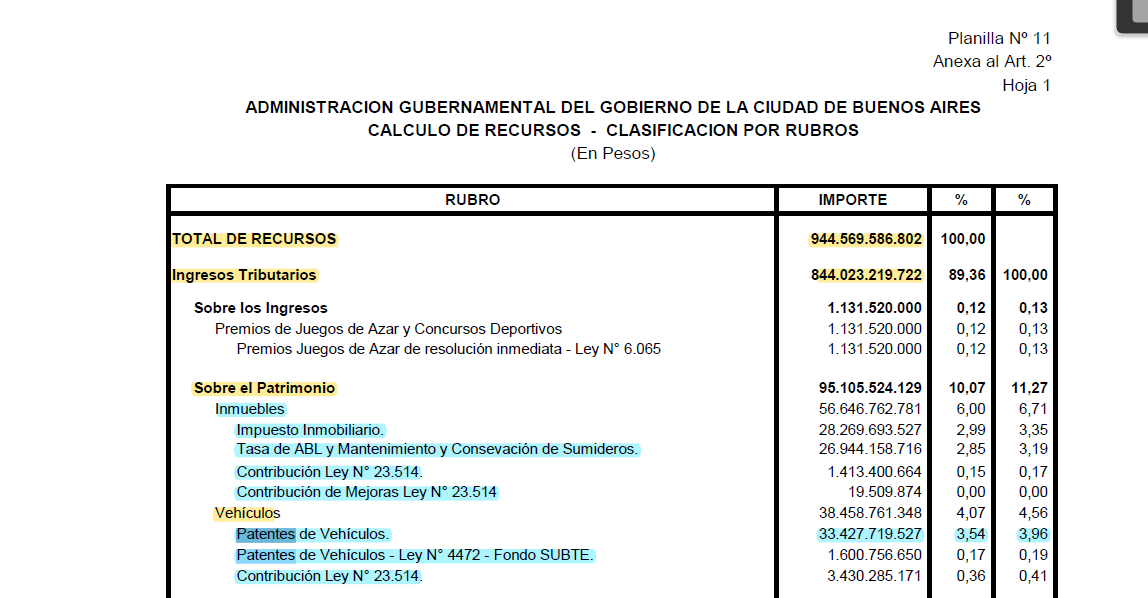 Planilla Nº 11
Anexa al Art. 2º
Hoja 1
ADMINISTRACION GUBERNAMENTAL DEL GOBIERNO DE LA CIUDAD DE BUENOS AIRES
CALCULO DE RECURSOS - CLASIFICACION POR RUBROS
(En Pesos)
RUBRO IMPORTE % %
TOTAL DE RECURSOS 944.569.586.802 100,00
Ingresos Tributarios 844.023.219.722 89,36 100,00
Sobre los Ingresos 1.131.520.000 0,12 0,13
Premios de Juegos de Azar y Concursos Deportivos 1.131.520.000 0,12 0,13
Premios Juegos de Azar de resolución inmediata - Ley N° 6.065 1.131.520.000 0,12 0,13
Sobre el Patrimonio 95.105.524.129 10,07 11,27
Inmuebles 56.646.762.781 6,00 6,71
Impuesto Inmobiliario. 28.269.693.527 2,99 3,35
Tasa de ABL y Mantenimiento y Consevación de Sumideros. 26.944.158.716 2,85 3,19
Contribución Ley N° 23.514. 1.413.400.664 0,15 0,17
Contribución de Mejoras Ley N° 23.514 19.509.874 0,00 0,00
Vehículos 38.458.761.348 4,07 4,56
Patentes de Vehículos. 33.427.719.527 3,54 3,96
Patentes de Vehículos - Ley N° 4472 - Fondo SUBTE. 1.600.756.650 0,17 0,19
Contribución Ley N° 23.514. 3.430.285.171 0,36 0,41